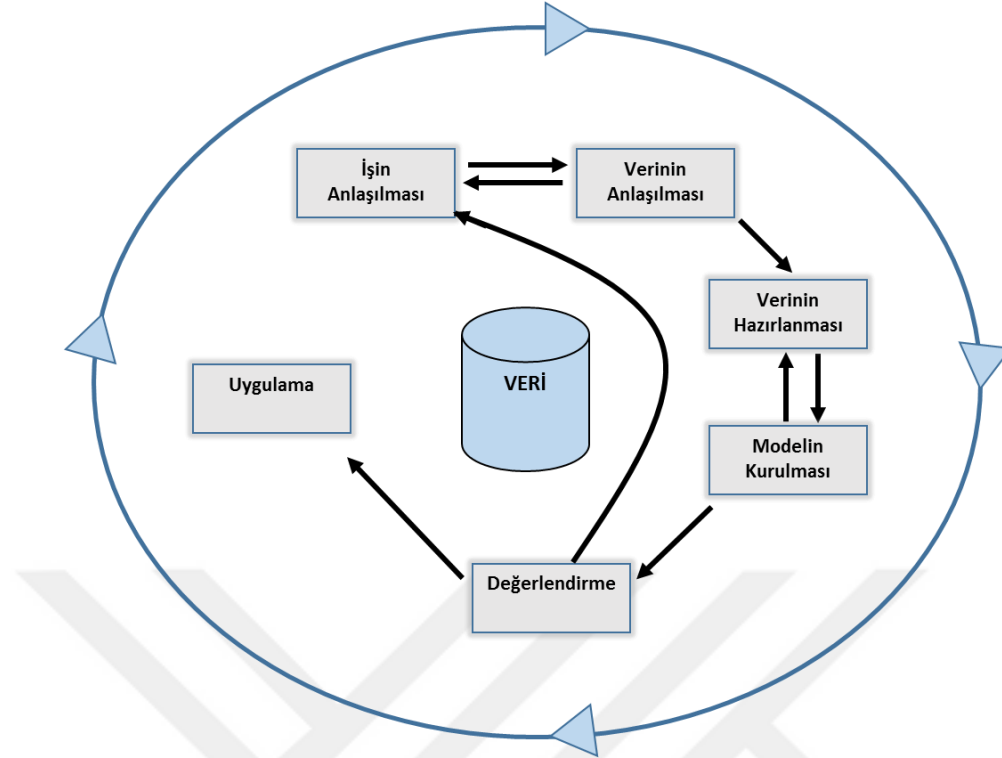 İşin
Anlaşılması
Verinin
Anlaşılması
Verinin
Hazırlanması
VERİ
Uygulama
Modelin
Kurulması
Değerlendirme